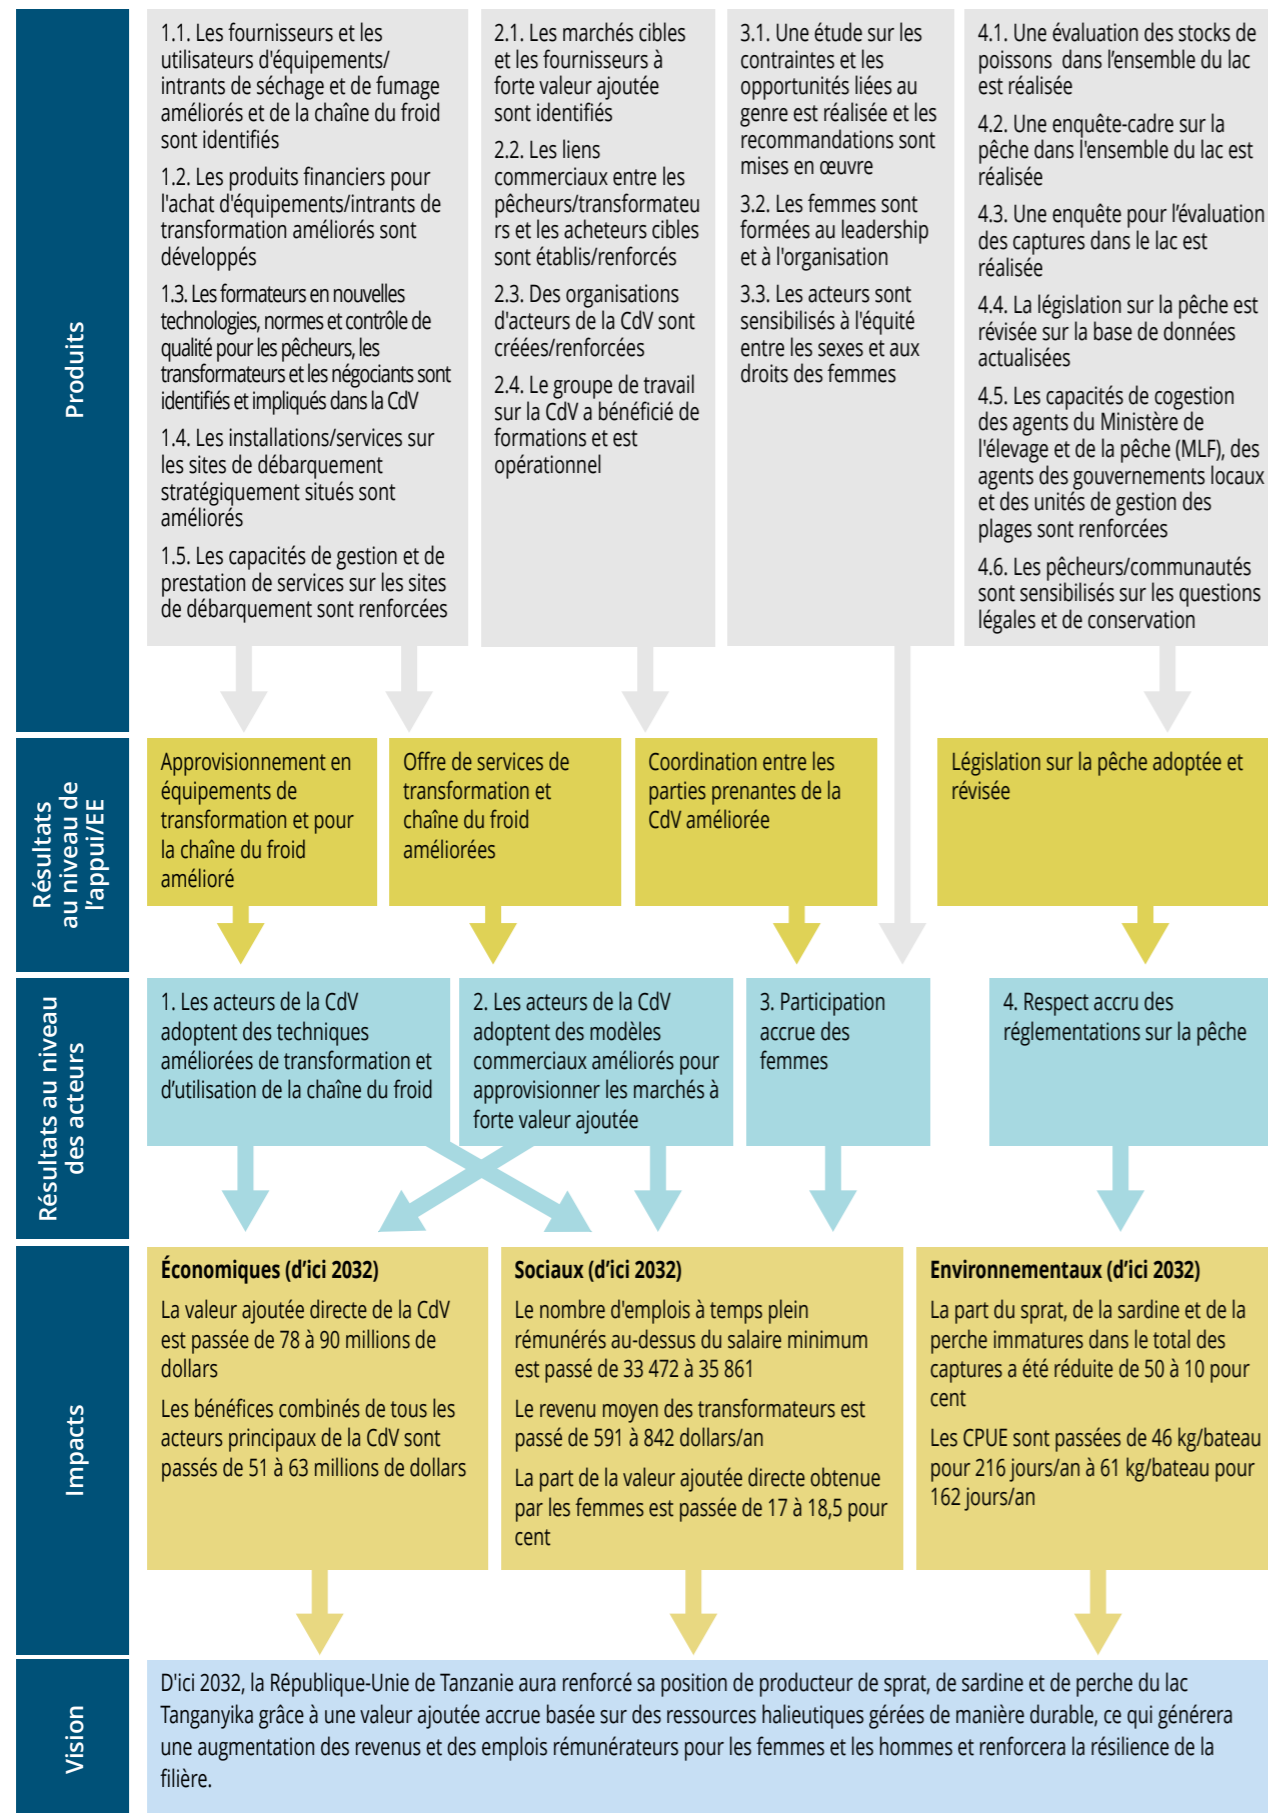 Produits
1.1. Les fournisseurs et les
utilisateurs d'équipements/
intrants de séchage et de fumage
améliorés et de la chaîne du froid
sont identifiés
1.2. Les produits financiers pour
l'achat d'équipements/intrants de
transformation améliorés sont
développés
1.3. Les formateurs en nouvelles
technologies, normes et contrôle de
qualité pour les pêcheurs, les
transformateurs et les négociants sont
identifiés et impliqués dans la CdV
1.4. Les installations/services sur
les sites de débarquement
stratégiquement situés sont
améliorés
1.5. Les capacités de gestion et de
prestation de services sur les sites
de débarquement sont renforcées
2.1. Les marchés cibles
et les fournisseurs à
forte valeur ajoutée
sont identifiés
2.2. Les liens
commerciaux entre les
pêcheurs/transformateu
rs et les acheteurs cibles
sont établis/renforcés
2.3. Des organisations
d'acteurs de la CdV sont
créées/renforcées
2.4. Le groupe de travail
sur la CdV a bénéficié de
formations et est
opérationnel
3.1. Une étude sur les
contraintes et les
opportunités liées au
genre est réalisée et les
recommandations sont
mises en œuvre
3.2. Les femmes sont
formées au leadership
et à l'organisation
3.3. Les acteurs sont
sensibilisés à l'équité
entre les sexes et aux
droits des femmes
4.1. Une évaluation des stocks de
poissons dans l’ensemble du lac
est réalisée
4.2. Une enquête-cadre sur la
pêche dans l'ensemble du lac est
réalisée
4.3. Une enquête pour l’évaluation
des captures dans le lac est
réalisée
4.4. La législation sur la pêche est
révisée sur la base de données
actualisées
4.5. Les capacités de cogestion
des agents du Ministère de
l'élevage et de la pêche (MLF), des
agents des gouvernements locaux
et des unités de gestion des
plages sont renforcées
4.6. Les pêcheurs/communautés
sont sensibilisés sur les questions
légales et de conservation
Résultats
au niveau de
l’appui/EE
Approvisionnement en
équipements de
transformation et pour
la chaîne du froid
amélioré
Offre de services de
transformation et
chaîne du froid
améliorées
Coordination entre les
parties prenantes de la
CdV améliorée
Législation sur la pêche adoptée et
révisée
Résultats au niveau
des acteurs
1. Les acteurs de la CdV
adoptent des techniques
améliorées de transformation et
d’utilisation de la chaîne du froid
2. Les acteurs de la CdV
adoptent des modèles
commerciaux améliorés pour
approvisionner les marchés à
forte valeur ajoutée
3. Participation
accrue des
femmes
4. Respect accru des
réglementations sur la pêche
Impacts
Économiques (d’ici 2032)
La valeur ajoutée directe de la CdV
est passée de 78 à 90 millions de
dollars
Les bénéfices combinés de tous les
acteurs principaux de la CdV sont
passés de 51 à 63 millions de dollars
Sociaux (d’ici 2032)
Le nombre d'emplois à temps plein
rémunérés au-dessus du salaire minimum
est passé de 33 472 à 35 861
Le revenu moyen des transformateurs est
passé de 591 à 842 dollars/an
La part de la valeur ajoutée directe obtenue
par les femmes est passée de 17 à 18,5 pour
cent
Environnementaux (d’ici 2032)
La part du sprat, de la sardine et de la
perche immatures dans le total des
captures a été réduite de 50 à 10 pour
cent
Les CPUE sont passées de 46 kg/bateau
pour 216 jours/an à 61 kg/bateau pour
162 jours/an
Vision
D'ici 2032, la République-Unie de Tanzanie aura renforcé sa position de producteur de sprat, de sardine et de perche du lac
Tanganyika grâce à une valeur ajoutée accrue basée sur des ressources halieutiques gérées de manière durable, ce qui générera
une augmentation des revenus et des emplois rémunérateurs pour les femmes et les hommes et renforcera la résilience de la
filière.